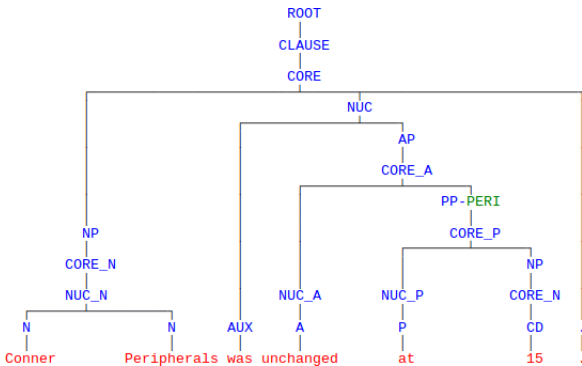 ROOT
CLAUSE
CORE
NUC
AP
CORE_A
PP-PERI
NP CORE_P
CORE_N NP
NUC_N NUC_A NUC_P CORE_N
N N AUX A P CD
Conner Peripherals was unchanged at 15